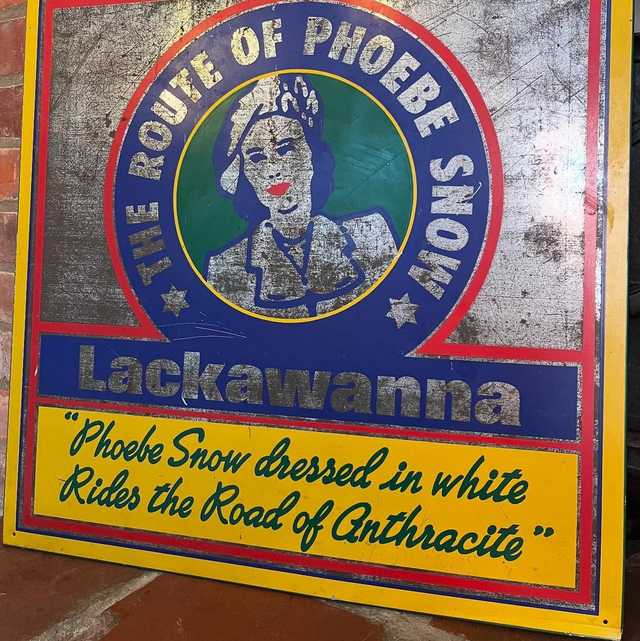 THE ROUTE OF PHOEBE SNOW
Lackawanna
"Phoebe Snow dressed in white
Rides the Road of Anthracite"